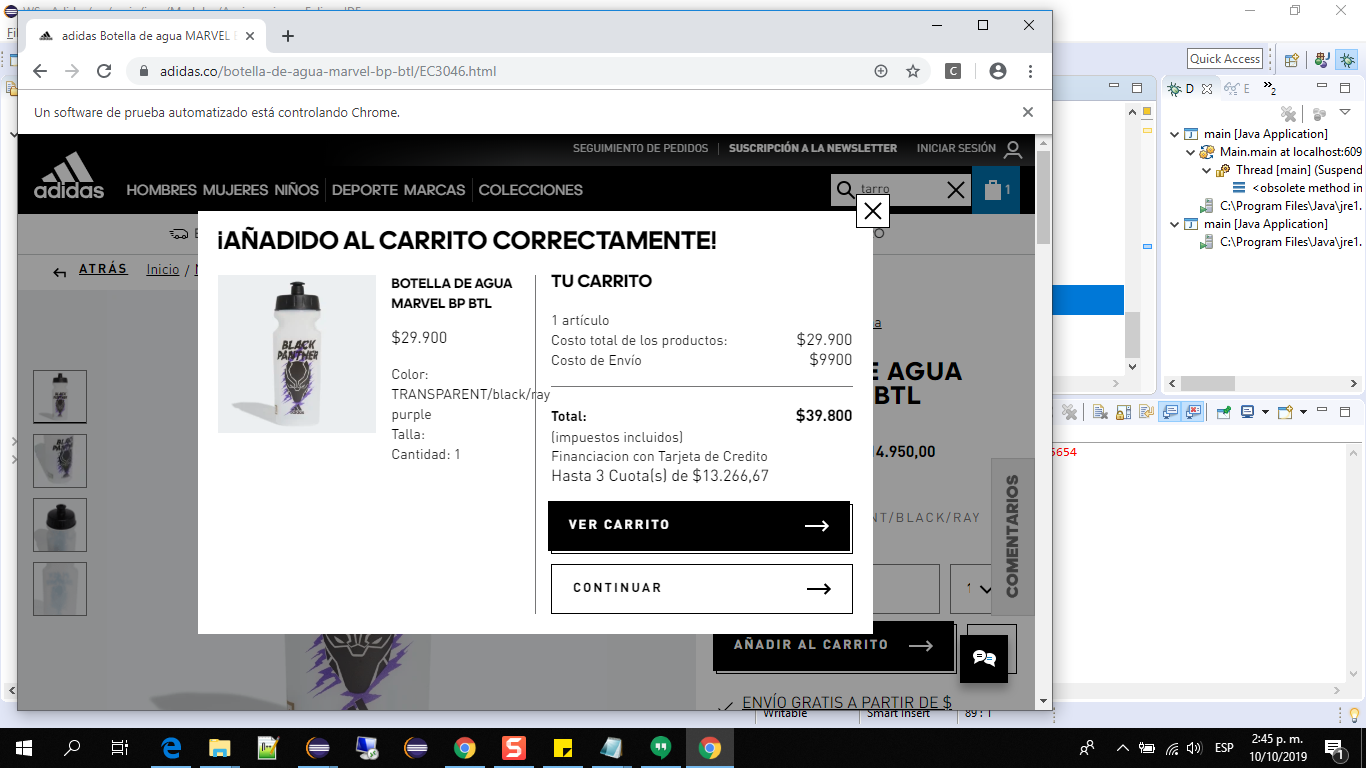 adidas Botella de agua MARVEL
adidas.co/botella-de-agua-marvel-bp-btl/EC3046.html
Un software de prueba automatizado está controlando Chrome.
SEGUIMIENTO DE PEDIDOS
SUSCRIPCIÓN A LA NEWSLETTER
INICIAR SESIÓN
adidas
HOMBRES MUJERES NIÑOS
DEPORTE MARCAS
COLECCIONES
tarro
1
ATRÁS
Inicio /
¡AÑADIDO AL CARRITO CORRECTAMENTE!
BLACK
PANTHER
BOTELLA DE AGUA
MARVEL BP BTL
$29.900
Color:
TRANSPARENT/black/ray
purple
Talla:
Cantidad: 1
TU CARRITO
1 artículo
Costo total de los productos: $29.900
Costo de Envío $9900
Total: $39.800
(impuestos incluidos)
Financiacion con Tarjeta de Credito
Hasta 3 Cuota(s) de $13.266,67
VER CARRITO
CONTINUAR
E AGUA
BTL
4.950,00
NT/BLACK/RAY
COMENTARIOS
AÑADIR AL CARRITO
ENVÍO GRATIS A PARTIR DE $
Quick Access
D
E
2
main [Java Application]
Main.main at localhost:609
Thread [main] (Suspend
<obsolete method in
C:\Program Files\Java\jre1.
main [Java Application]
C:\Program Files\Java\jre1.
5654
Writable
Smart Insert
89 : 1
ESP
2:45 p. m.
10/10/2019
1